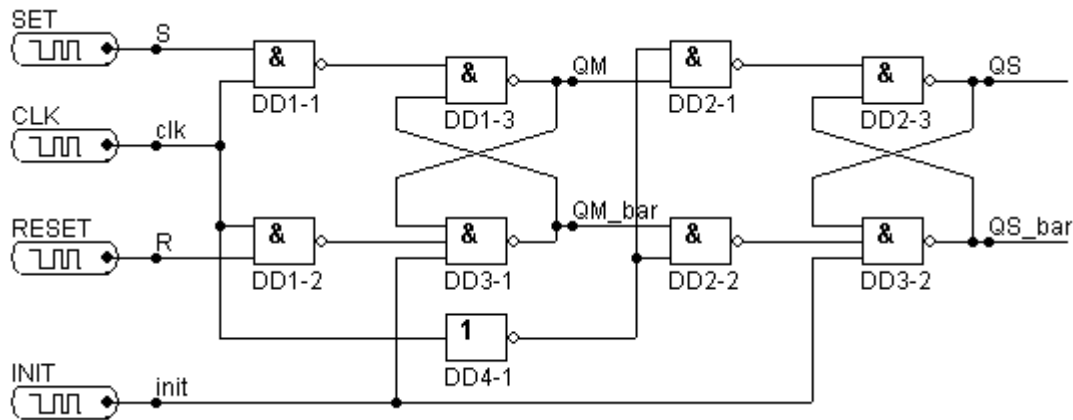 SET
S
&
DD1-1
&
DD1-3
QM
&
DD2-1
&
DD2-3
QS
CLK
clk
RESET
R
&
DD1-2
&
DD3-1
QM_bar
&
DD2-2
&
DD3-2
QS_bar
1
DD4-1
INIT
init